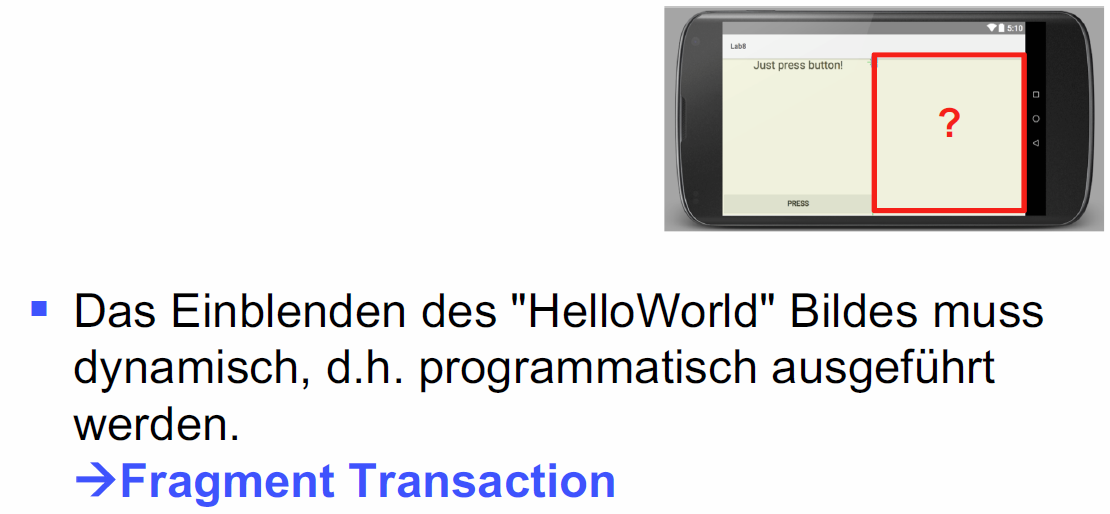 5:10
Lab8
Just press button!
?
PRESS
Das Einblenden des "HelloWorld" Bildes muss
dynamisch, d.h. programmatisch ausgeführt
werden.
→Fragment Transaction